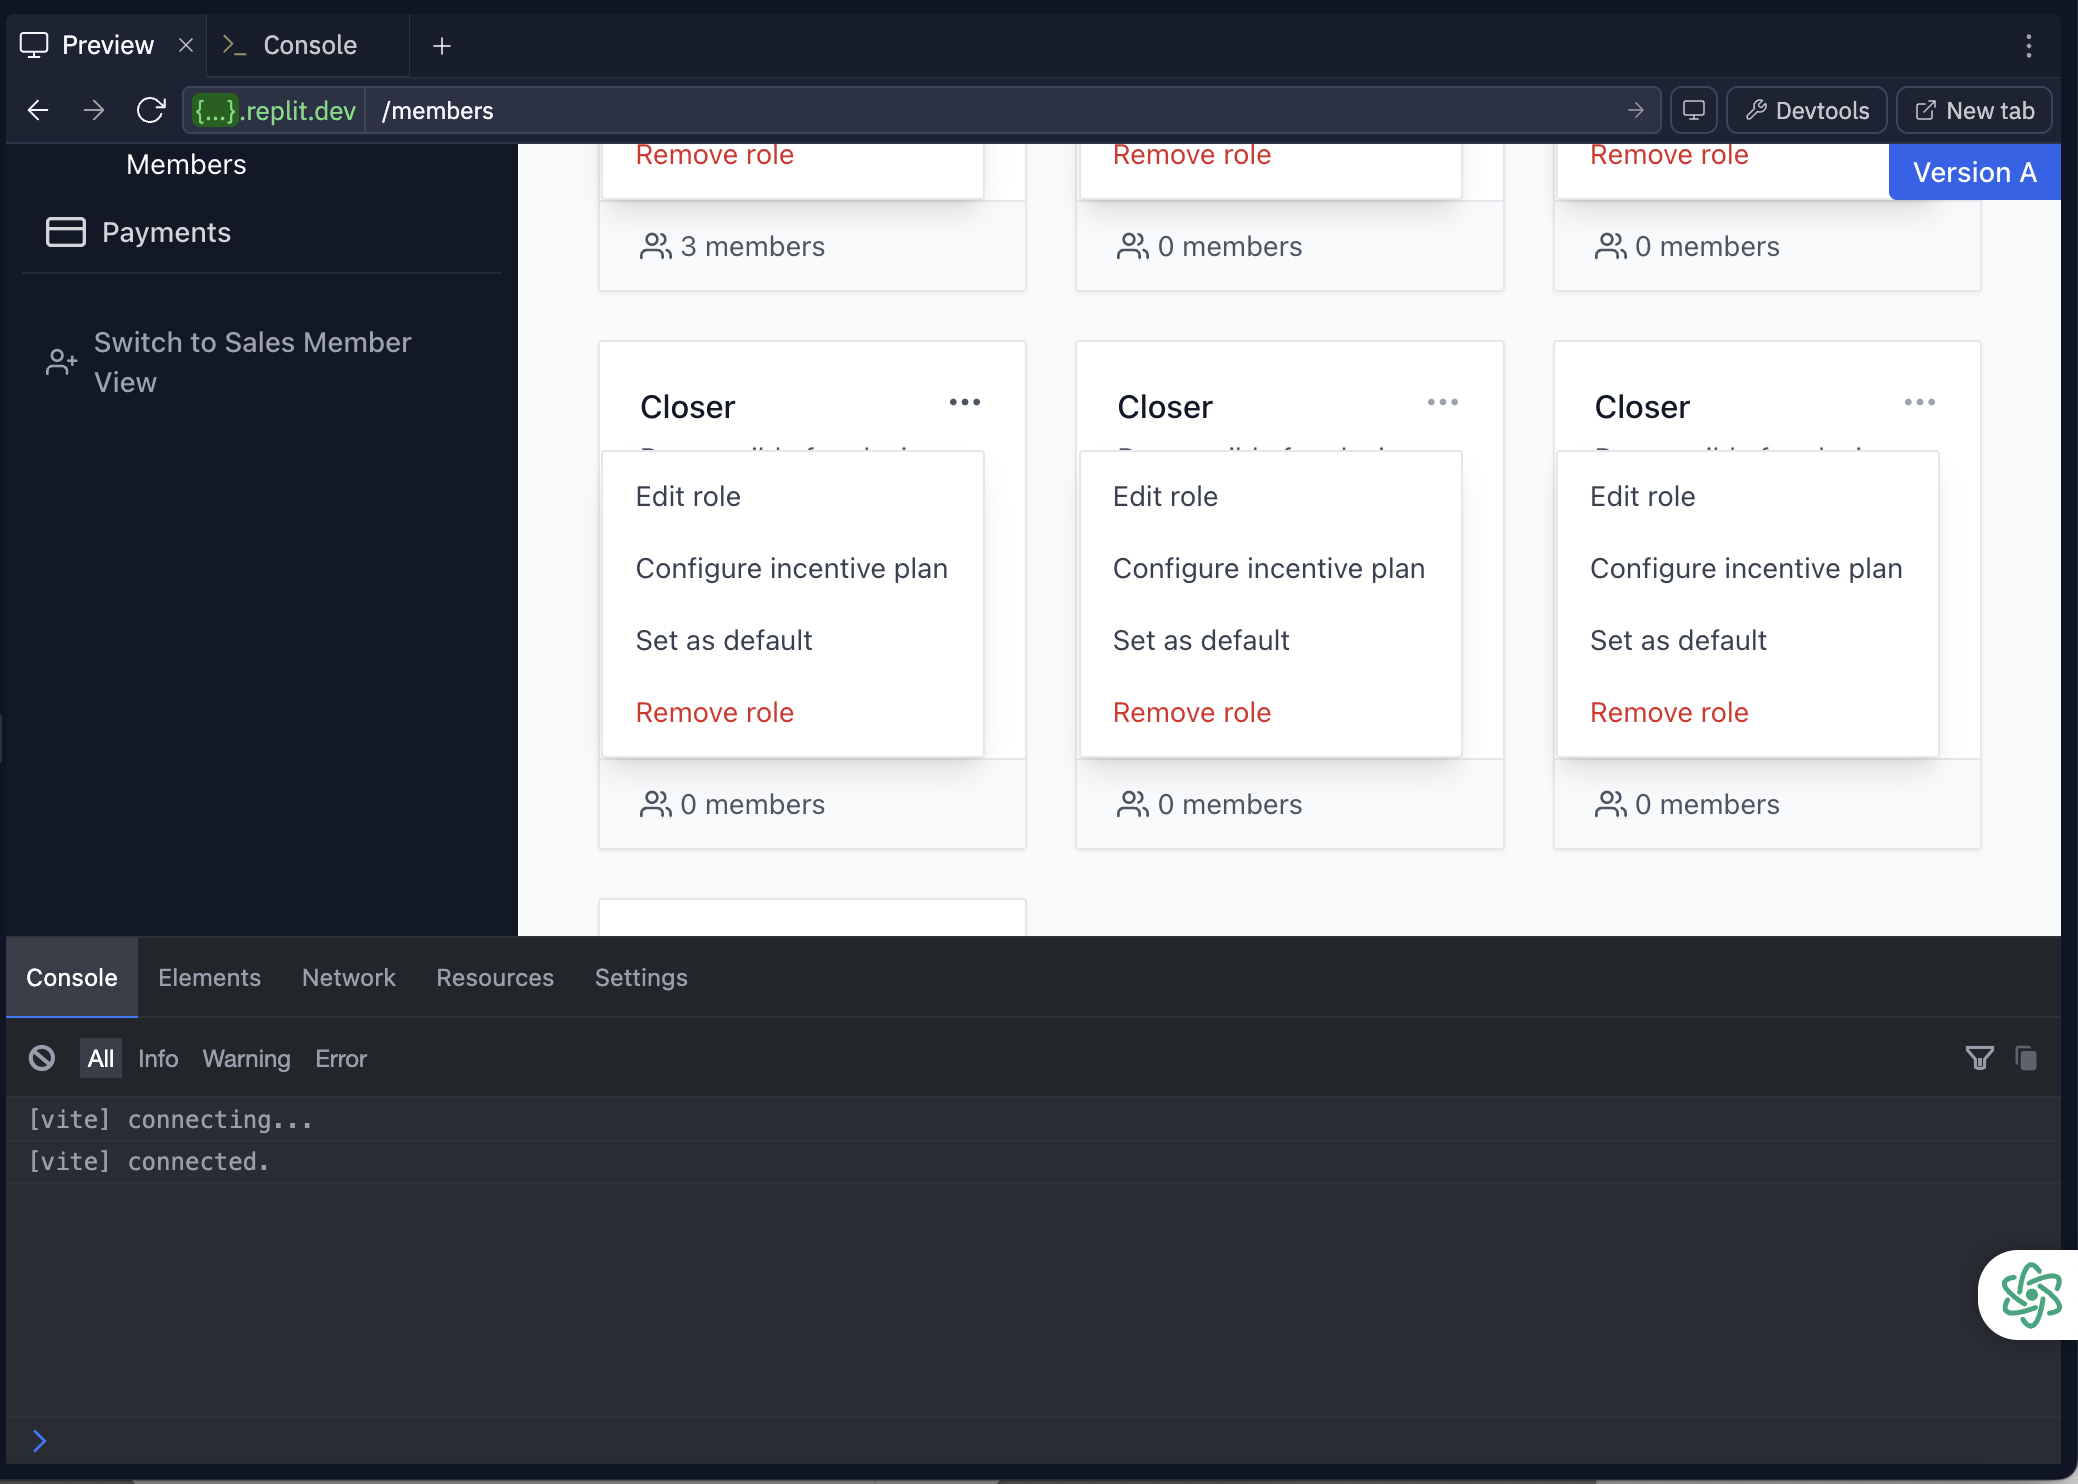 Preview
Console
{...}.replit.dev /members
Devtools
New tab
Members
Payments
Switch to Sales Member
View
Remove role
Remove role
Remove role
Version A
3 members
0 members
0 members
Closer
Closer
Closer
Edit role
Configure incentive plan
Set as default
Remove role
Edit role
Configure incentive plan
Set as default
Remove role
Edit role
Configure incentive plan
Set as default
Remove role
0 members
0 members
0 members
Console Elements Network Resources Settings
All Info Warning Error
[vite] connecting...
[vite] connected.